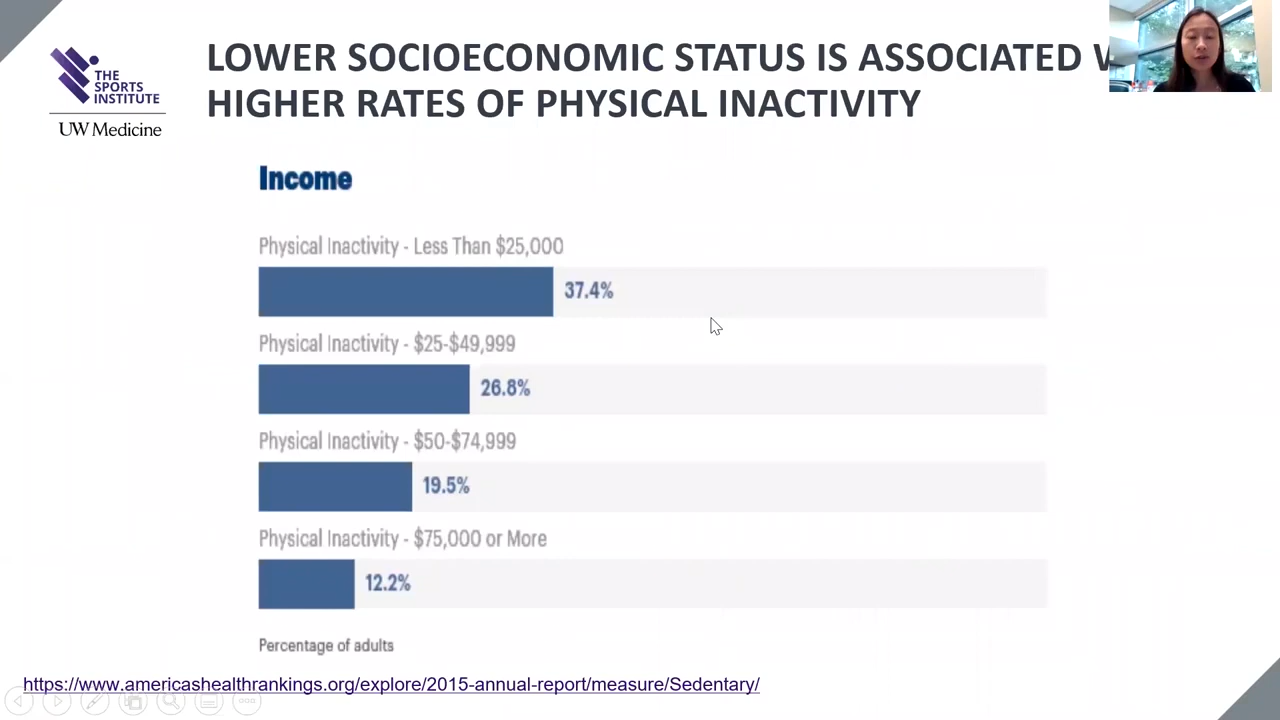 LOWER SOCIOECONOMIC STATUS IS ASSOCIATED
HIGHER RATES OF PHYSICAL INACTIVITY
THE
SPORTS
INSTITUTE
UW Medicine
Income
Physical Inactivity - Less Than $25,000
37.4%
Physical Inactivity - $25-$49,999
26.8%
Physical Inactivity - $50-$74,999
19.5%
Physical Inactivity - $75,000 or More
12.2%
Percentage of adults
https://www.americashealthrankings.org/explore/2015-annual-report/measure/Sedentary/